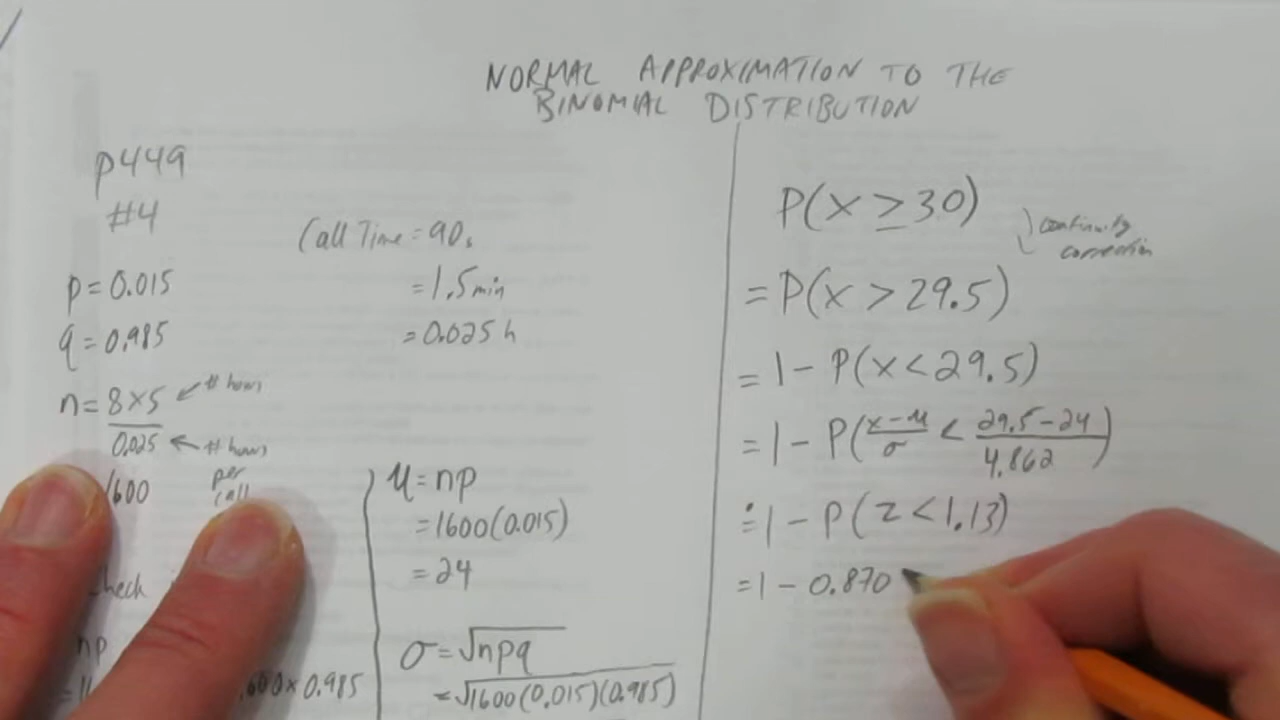 NORMAL APPROXIMATION TO THE
BINOMIAL DISTRIBUTION
p449
#4
p = 0.015
q = 0.985
n = 8×5 ← # hours
0.025 ← # hours
per
call
1600
Call Time = 90s
= 1.5 min
= 0.025 h
np
600 × 0.985
μ = np
= 1600(0.015)
= 24
σ = √npq
= √1600(0.015)(0.985)
P(x ≥ 30)
continuity
correction
= P(x > 29.5)
= 1 - P(x < 29.5)
= 1 - P(x-μ/σ < 29.5-24/4.862)
≐ 1 - P(z < 1.13)
= 1 - 0.870